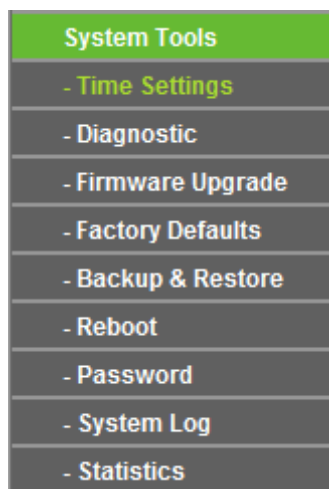 System Tools
- Time Settings
- Diagnostic
- Firmware Upgrade
- Factory Defaults
- Backup & Restore
- Reboot
- Password
- System Log
- Statistics